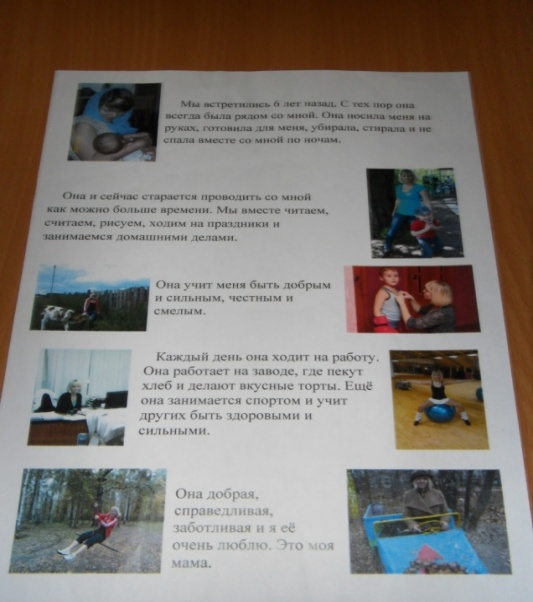 Мы встретились 6 лет назад. С тех пор она
всегда была рядом со мной. Она носила меня на
руках, готовила для меня, убирала, стирала и не
спала вместе со мной по ночам.
Она и сейчас старается проводить со мной
как можно больше времени. Мы вместе читаем,
считаем, рисуем, ходим на праздники и
занимаемся домашними делами.
Она учит меня быть добрым
и сильным, честным и
смелым.
Каждый день она ходит на работу.
Она работает на заводе, где пекут
хлеб и делают вкусные торты. Ещё
она занимается спортом и учит
других быть здоровыми и
сильными.
Она добрая,
справедливая,
заботливая и я её
очень люблю. Это моя
мама.